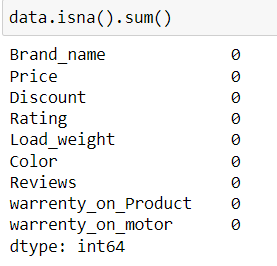 data.isna().sum()
Brand_name 0
Price 0
Discount 0
Rating 0
Load_weight 0
Color 0
Reviews 0
warrenty_on_Product 0
warrenty_on_motor 0
dtype: int64